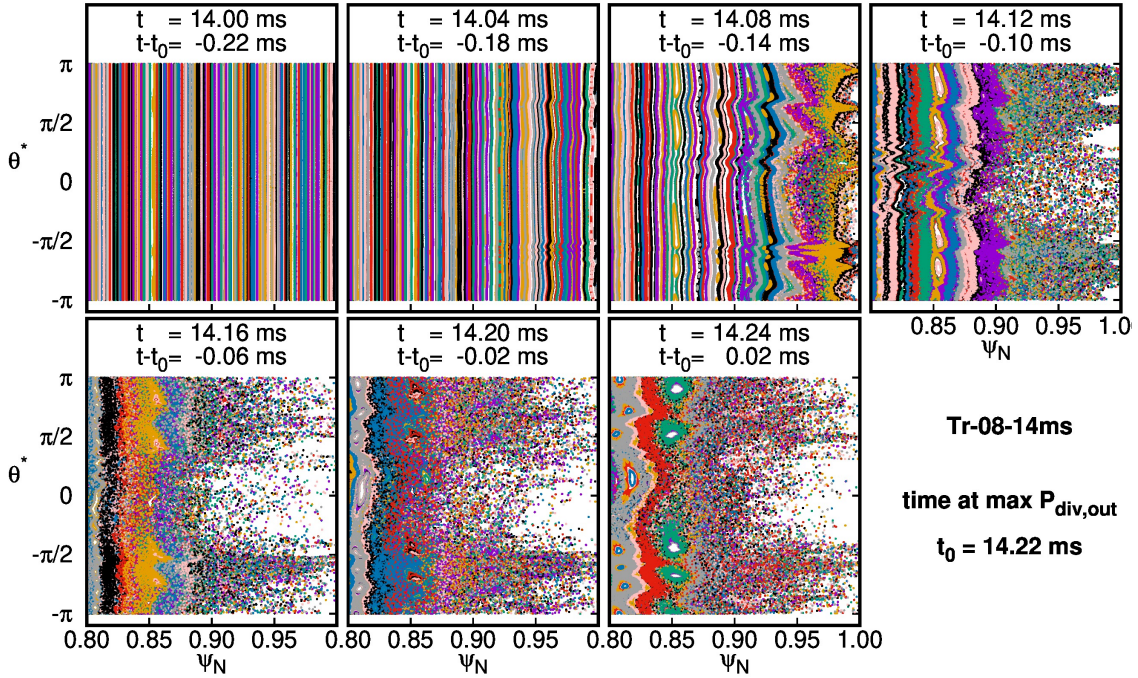 t = 14.00 ms
t-t0= -0.22 ms
t = 14.04 ms
t-t0= -0.18 ms
t = 14.08 ms
t-t0= -0.14 ms
t = 14.12 ms
t-t0= -0.10 ms
π
π/2
θ*
0
-π/2
-π
0.85 0.90 0.95 1.0
ψN
t = 14.16 ms
t-t0= -0.06 ms
t = 14.20 ms
t-t0= -0.02 ms
t = 14.24 ms
t-t0= 0.02 ms
π
π/2
θ*
0
-π/2
-π
0.80 0.85 0.90 0.95 0.80 0.85 0.90 0.95 0.80 0.85 0.90 0.95 1.00
ψN ψN ψN
Tr-08-14ms
time at max Pdiv,out
t0 = 14.22 ms